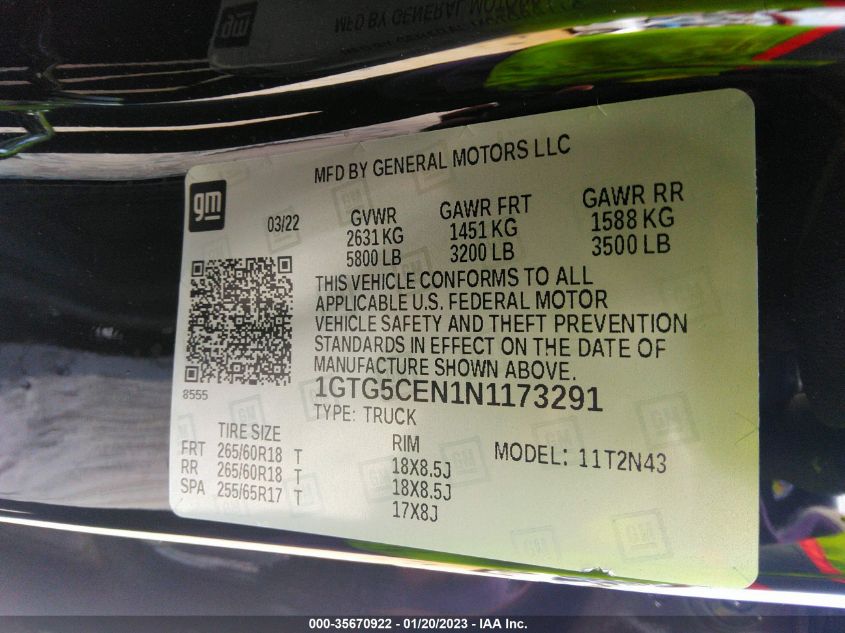 MFD BY GENERAL MOTORS LLC
gm
03/22
GVWR GAWR FRT GAWR RR
2631 KG 1451 KG 1588 KG
5800 LB 3200 LB 3500 LB
THIS VEHICLE CONFORMS TO ALL
APPLICABLE U.S. FEDERAL MOTOR
VEHICLE SAFETY AND THEFT PREVENTION
STANDARDS IN EFFECT ON THE DATE OF
MANUFACTURE SHOWN ABOVE.
8555
1GTG5CEN1N1173291
TYPE: TRUCK
TIRE SIZE RIM MODEL: 11T2N43
FRT 265/60R18 T 18X8.5J
RR 265/60R18 T 18X8.5J
SPA 255/65R17 T 17X8J
000-35670922 / 01/20/2023 / IAA Inc.